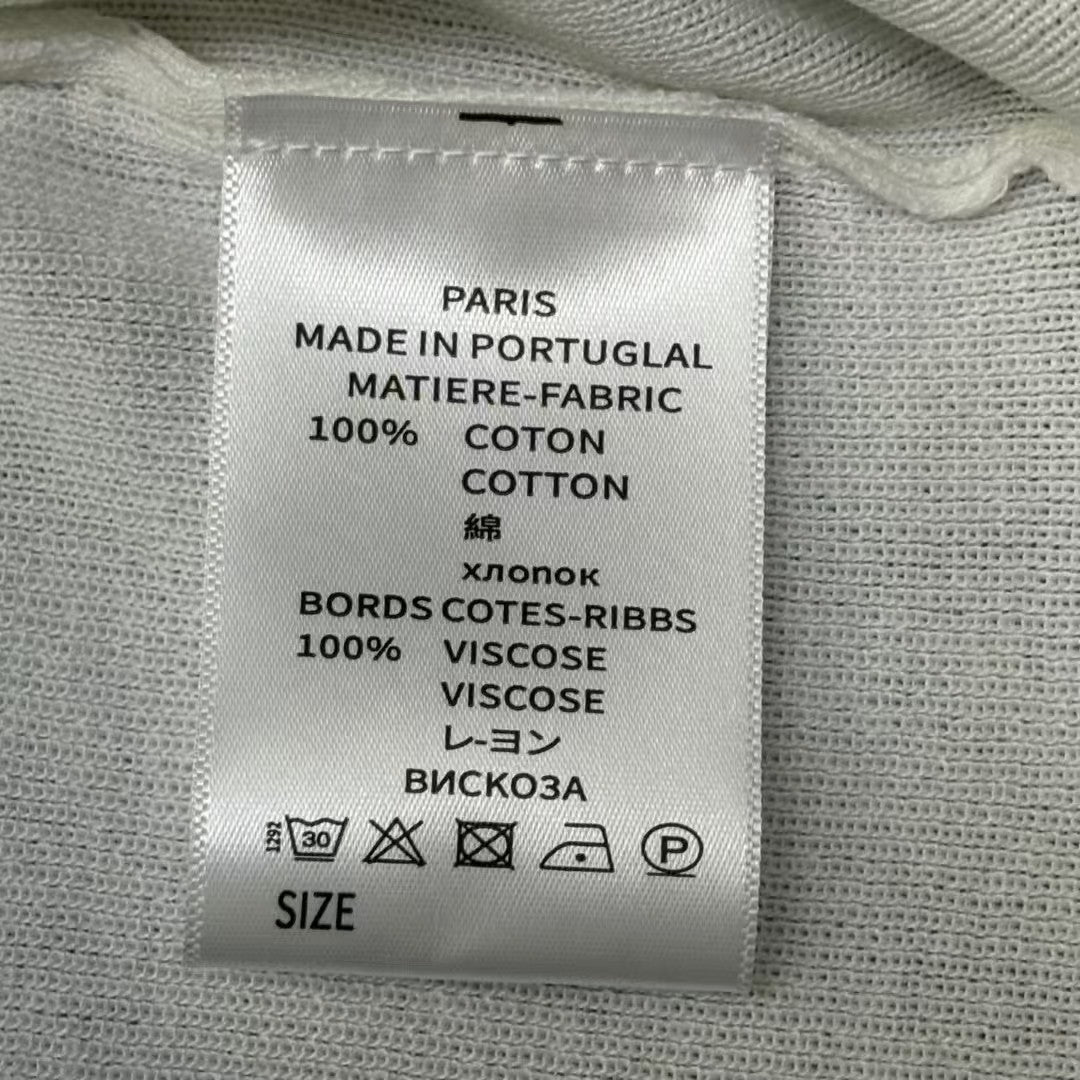 PARIS
MADE IN PORTUGLAL
MATIERE-FABRIC
100% COTON
COTTON
綿
хлопок
BORDS COTES-RIBBS
100% VISCOSE
VISCOSE
レ-ヨン
ВИСКОЗА
1292 30 P
SIZE